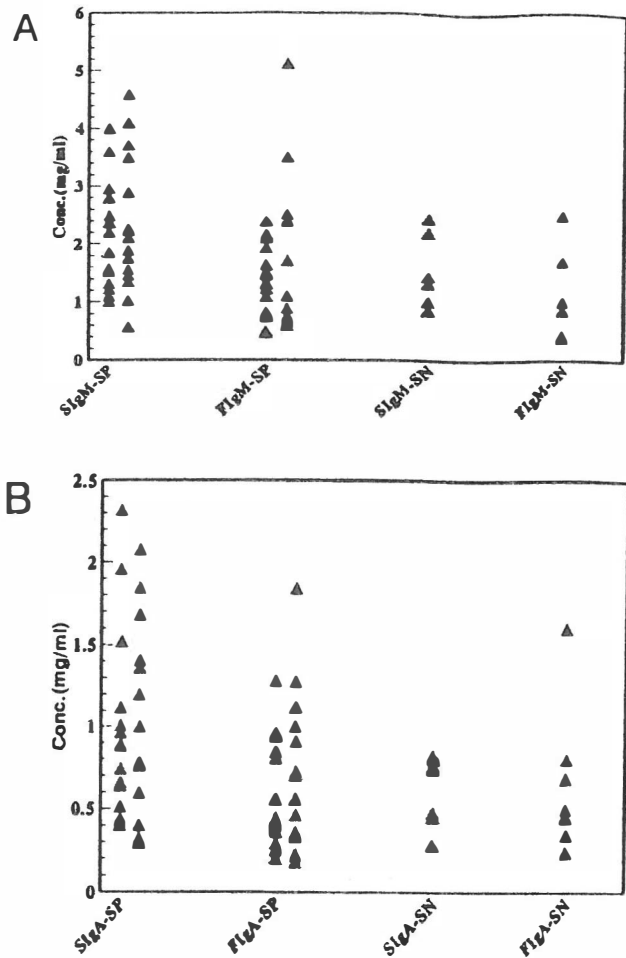 A
6
5
4
3
2
1
0
Conc.(mg/ml)
SIgM-SP
FIgM-SP
SIgM-SN
FIgM-SN
B
2.5
2
1.5
1
0.5
0
Conc.(mg/ml)
SIgA-SP
FIgA-SP
SIgA-SN
FIgA-SN